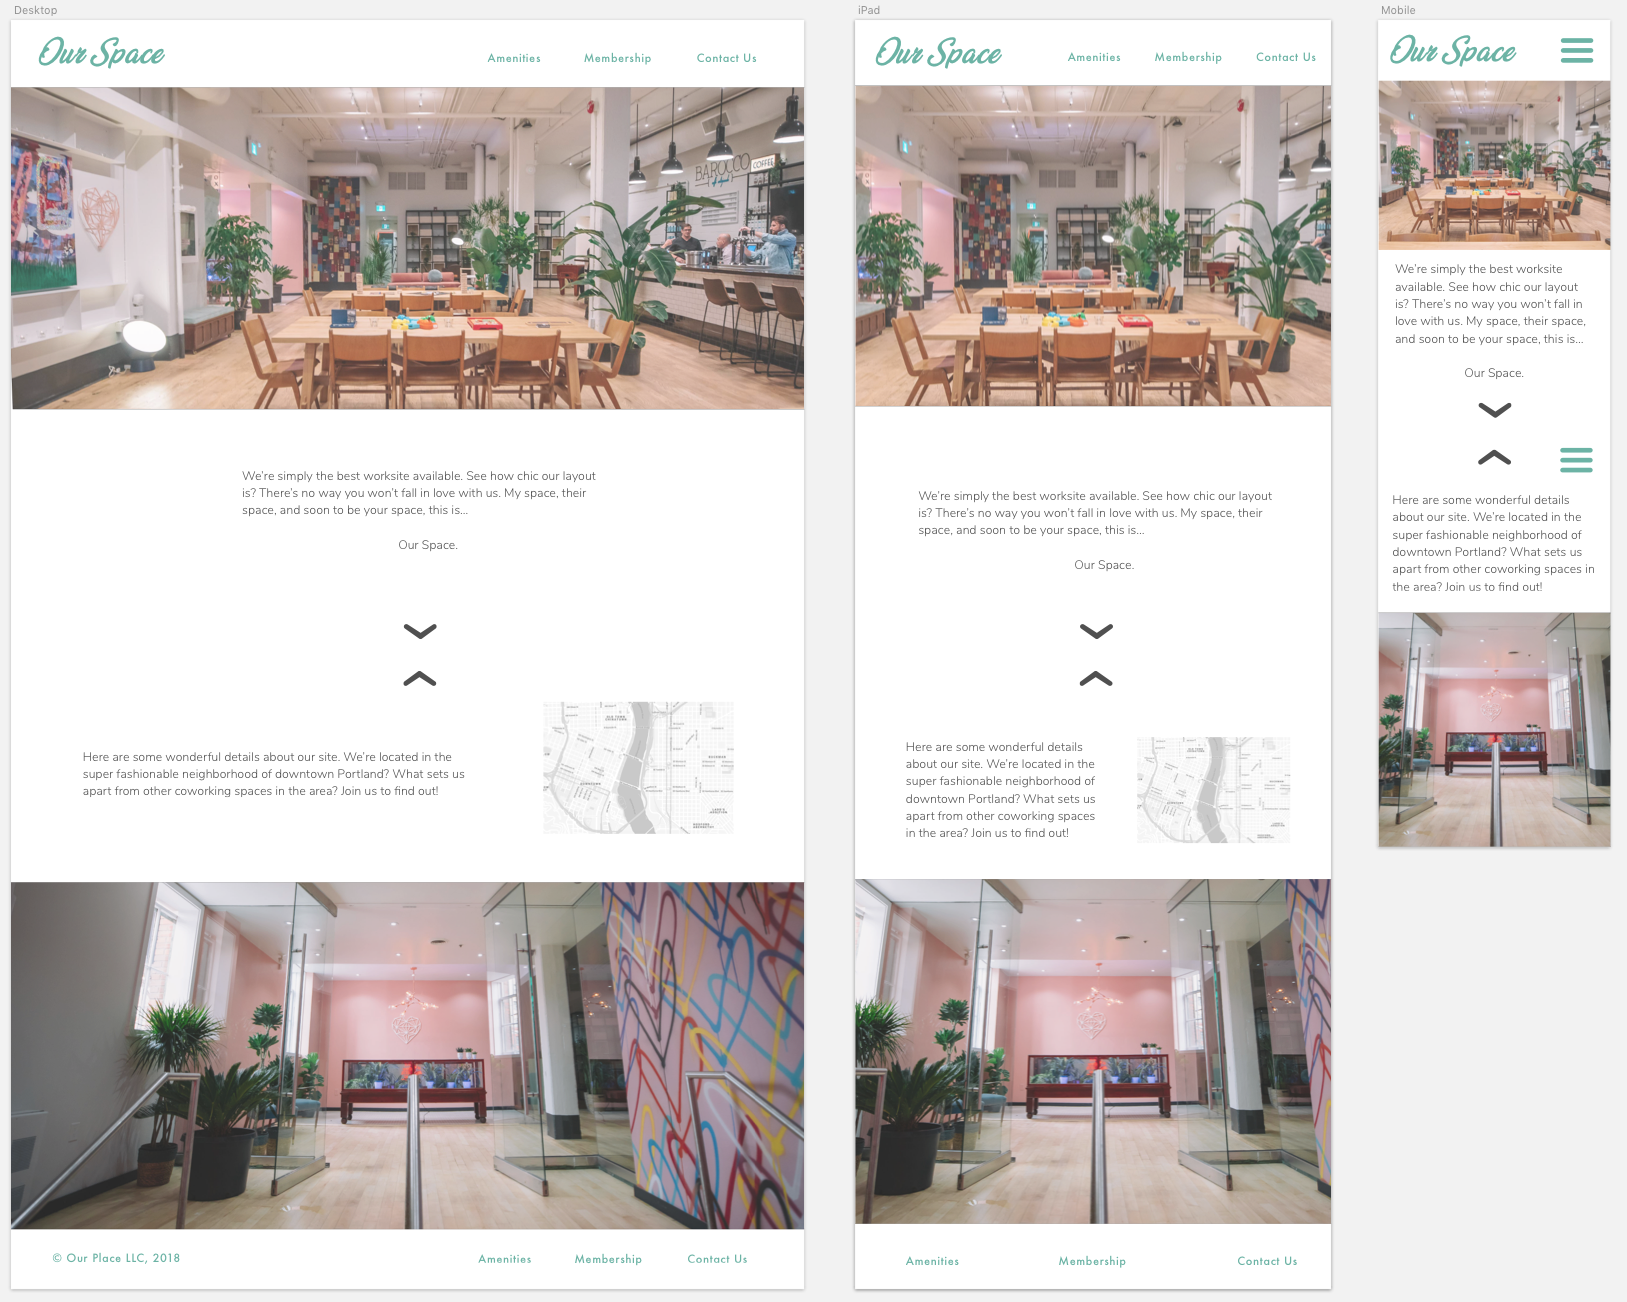 Desktop
Our Space
Amenities Membership Contact Us
BAROCCO
COFFEE
We're simply the best worksite available. See how chic our layout
is? There's no way you won't fall in love with us. My space, their
space, and soon to be your space, this is...
Our Space.
Here are some wonderful details about our site. We're located in the
super fashionable neighborhood of downtown Portland? What sets us
apart from other coworking spaces in the area? Join us to find out!
© Our Place LLC, 2018
Amenities Membership Contact Us
iPad
Our Space
Amenities Membership Contact Us
We're simply the best worksite available. See how chic our layout
is? There's no way you won't fall in love with us. My space, their
space, and soon to be your space, this is...
Our Space.
Here are some wonderful details
about our site. We're located in the
super fashionable neighborhood of
downtown Portland? What sets us
apart from other coworking spaces
in the area? Join us to find out!
Amenities Membership Contact Us
Mobile
Our Space
We're simply the best worksite
available. See how chic our layout
is? There's no way you won't fall in
love with us. My space, their space,
and soon to be your space, this is...
Our Space.
Here are some wonderful details
about our site. We're located in the
super fashionable neighborhood of
downtown Portland? What sets us
apart from other coworking spaces in
the area? Join us to find out!